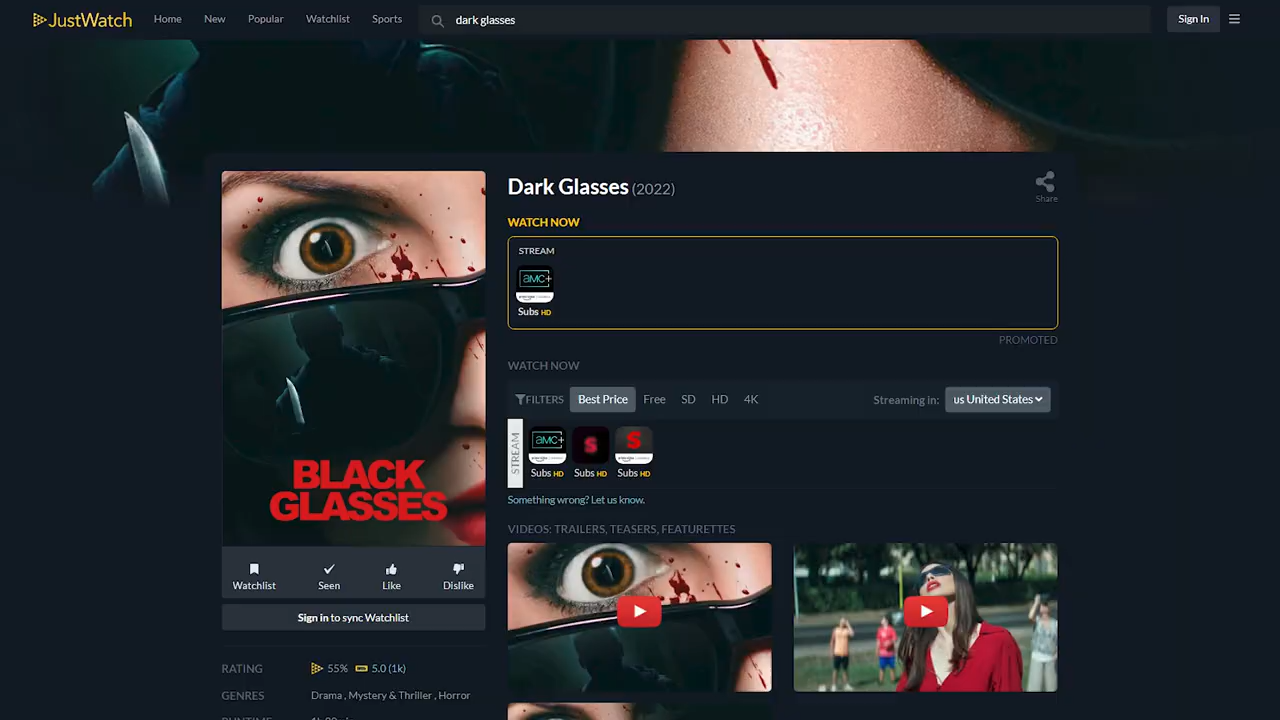 JustWatch
Home New Popular Watchlist Sports dark glasses Sign In
Dark Glasses (2022)
Share
WATCH NOW
STREAM
AMC+
Subs HD
PROMOTED
WATCH NOW
FILTERS Best Price Free SD HD 4K Streaming in: us United States
STREAM
AMC+ S S
Subs HD Subs HD Subs HD
Something wrong? Let us know.
VIDEOS: TRAILERS, TEASERS, FEATURETTES
BLACK
GLASSES
Watchlist Seen Like Dislike
Sign in to sync Watchlist
RATING 55% 5.0 (1k)
GENRES Drama , Mystery & Thriller , Horror